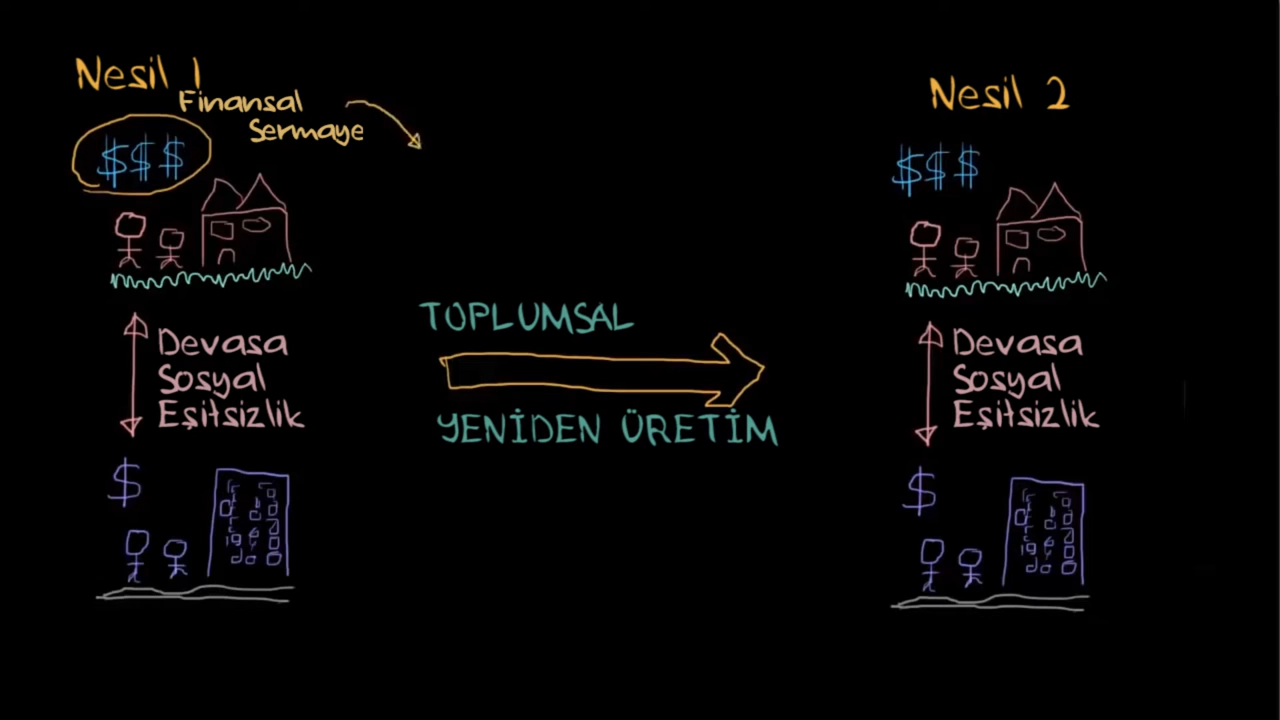 Nesil 1
Finansal
Sermaye
$$$
Devasa
Sosyal
Eşitsizlik
$
TOPLUMSAL
YENİDEN ÜRETİM
Nesil 2
$$$
Devasa
Sosyal
Eşitsizlik
$